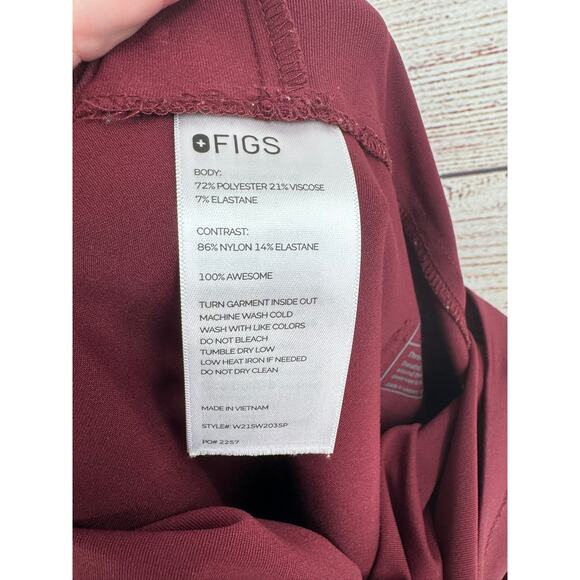 FIGS
BODY:
72% POLYESTER 21% VISCOSE
7% ELASTANE
CONTRAST:
86% NYLON 14% ELASTANE
100% AWESOME
TURN GARMENT INSIDE OUT
MACHINE WASH COLD
WASH WITH LIKE COLORS
DO NOT BLEACH
TUMBLE DRY LOW
LOW HEAT IRON IF NEEDED
DO NOT DRY CLEAN
MADE IN VIETNAM
STYLE#: W21SW2035P
PO# 2257